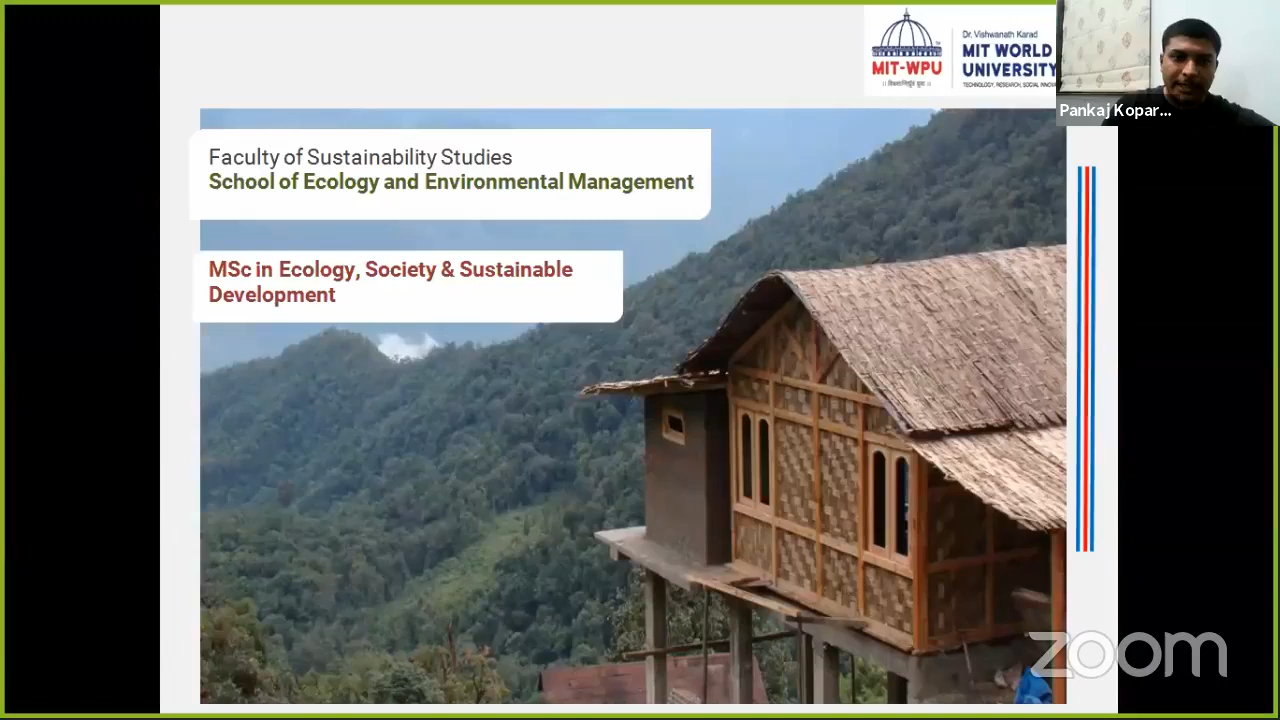 Dr. Vishwanath Karad
MIT WORLD
UNIVERSITY
MIT-WPU
Pankaj Kopar...
Faculty of Sustainability Studies
School of Ecology and Environmental Management
MSc in Ecology, Society & Sustainable
Development
zoom